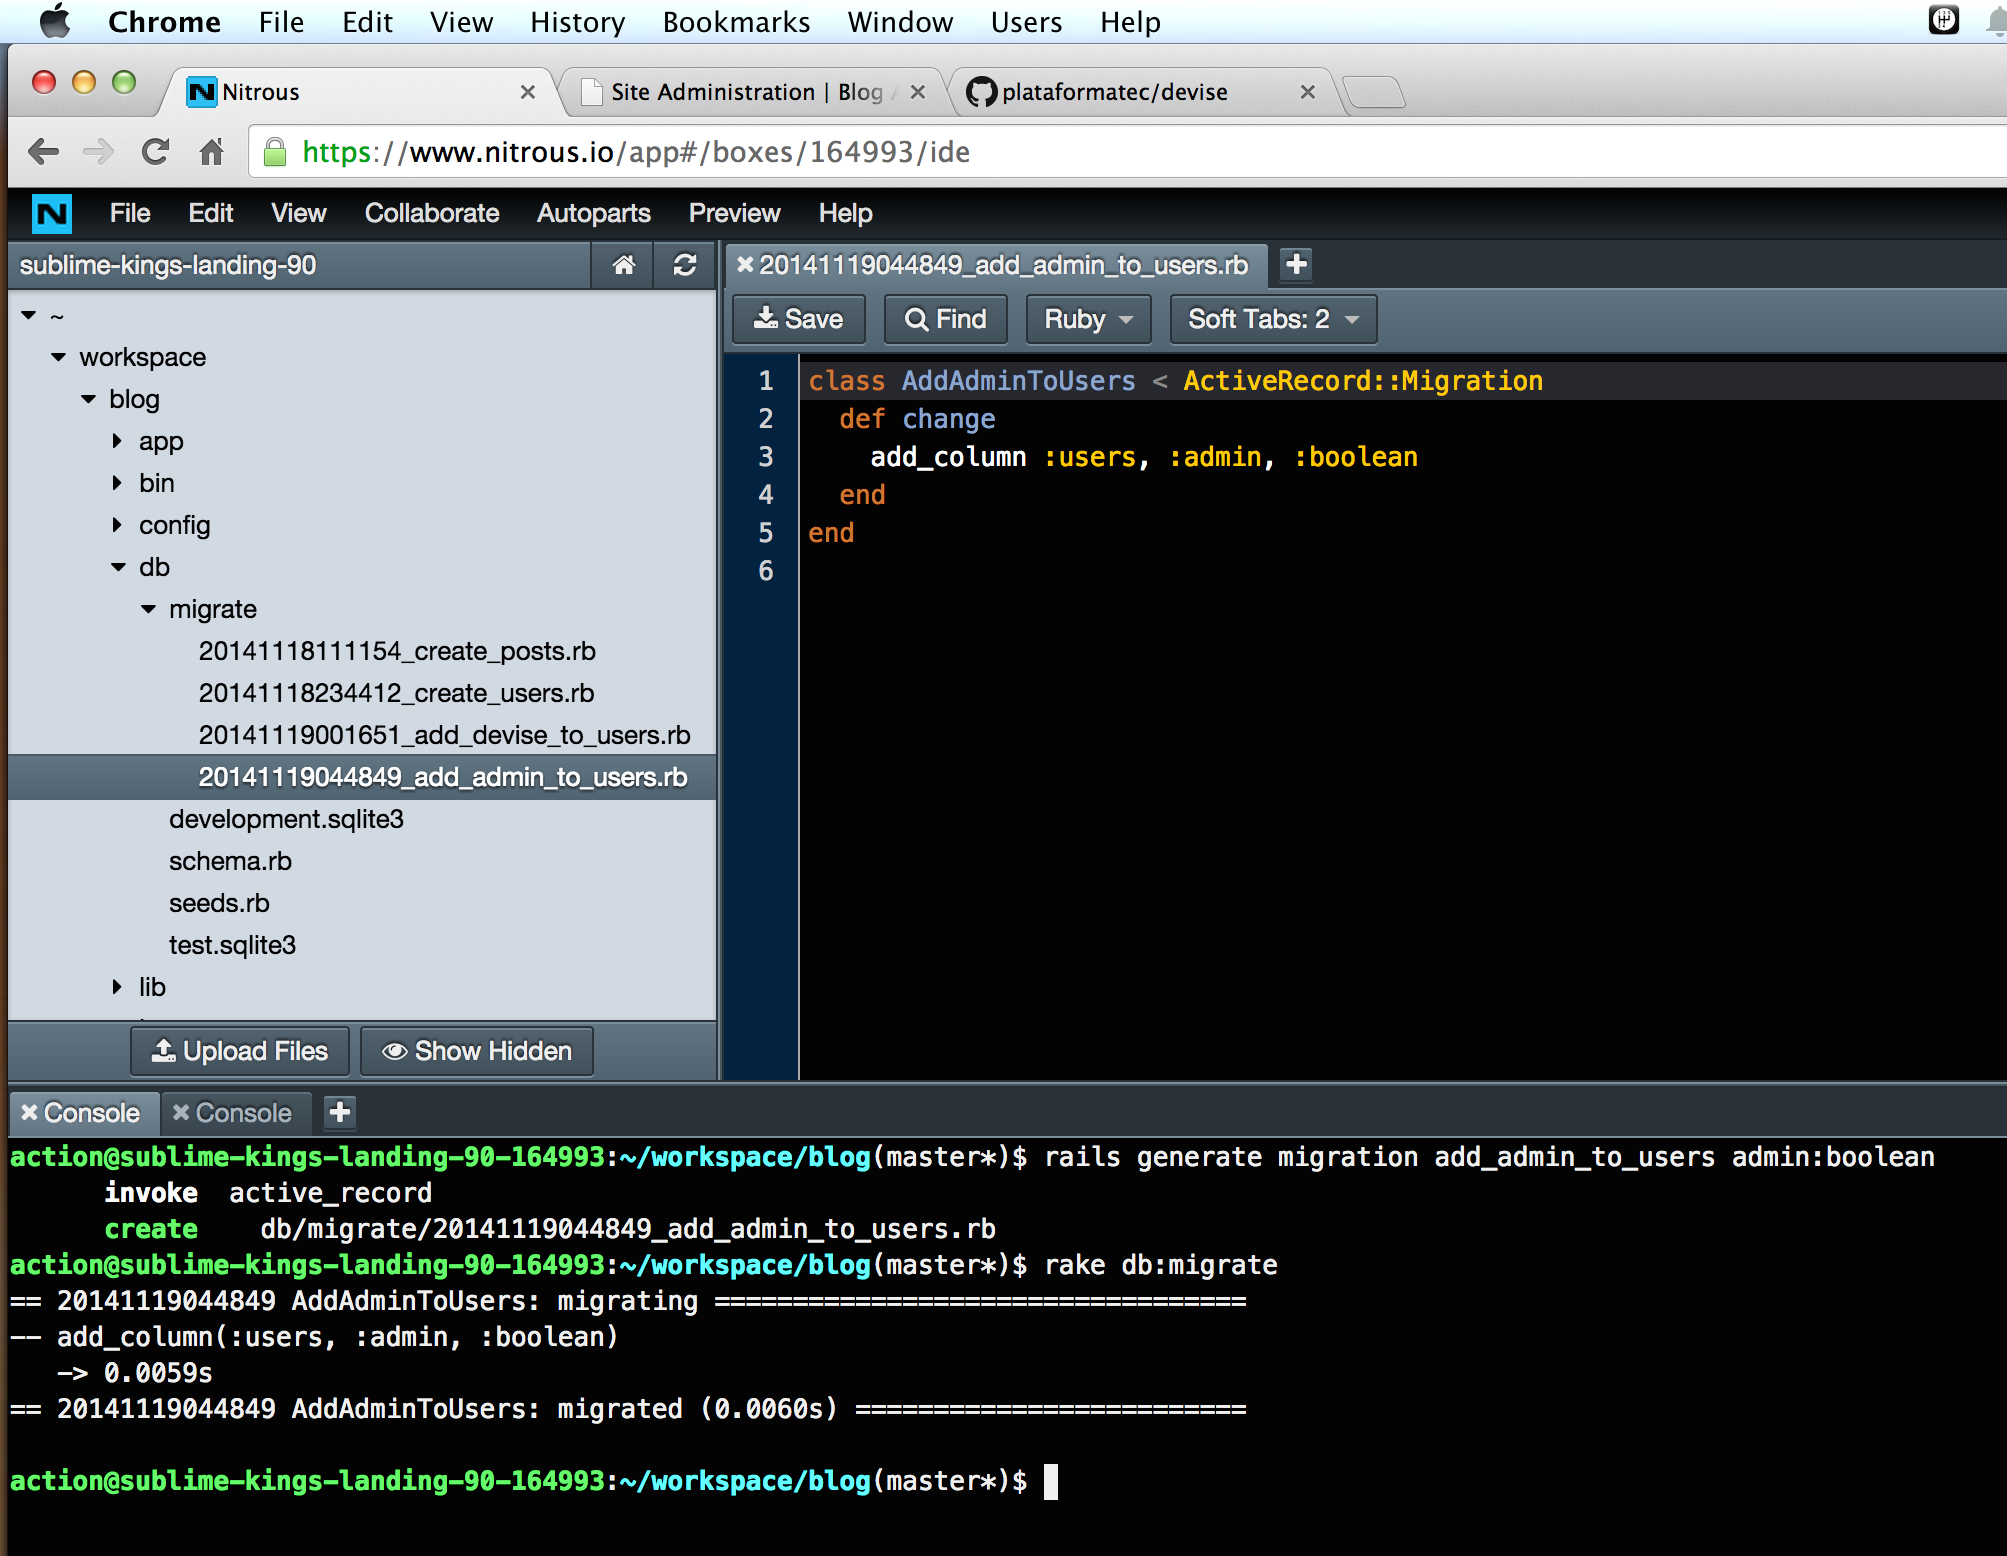 Chrome File Edit View History Bookmarks Window Users Help
Nitrous
Site Administration | Blog
plataformatec/devise
https://www.nitrous.io/app#/boxes/164993/ide
N File Edit View Collaborate Autoparts Preview Help
sublime-kings-landing-90
~
workspace
blog
app
bin
config
db
migrate
20141118111154_create_posts.rb
20141118234412_create_users.rb
20141119001651_add_devise_to_users.rb
20141119044849_add_admin_to_users.rb
development.sqlite3
schema.rb
seeds.rb
test.sqlite3
lib
Upload Files Show Hidden
20141119044849_add_admin_to_users.rb
Save Find Ruby Soft Tabs: 2
1 class AddAdminToUsers < ActiveRecord::Migration
2   def change
3     add_column :users, :admin, :boolean
4   end
5 end
6
Console Console
action@sublime-kings-landing-90-164993:~/workspace/blog(master*)$ rails generate migration add_admin_to_users admin:boolean
      invoke  active_record
      create    db/migrate/20141119044849_add_admin_to_users.rb
action@sublime-kings-landing-90-164993:~/workspace/blog(master*)$ rake db:migrate
== 20141119044849 AddAdminToUsers: migrating ==================================
-- add_column(:users, :admin, :boolean)
   -> 0.0059s
== 20141119044849 AddAdminToUsers: migrated (0.0060s) =========================
action@sublime-kings-landing-90-164993:~/workspace/blog(master*)$